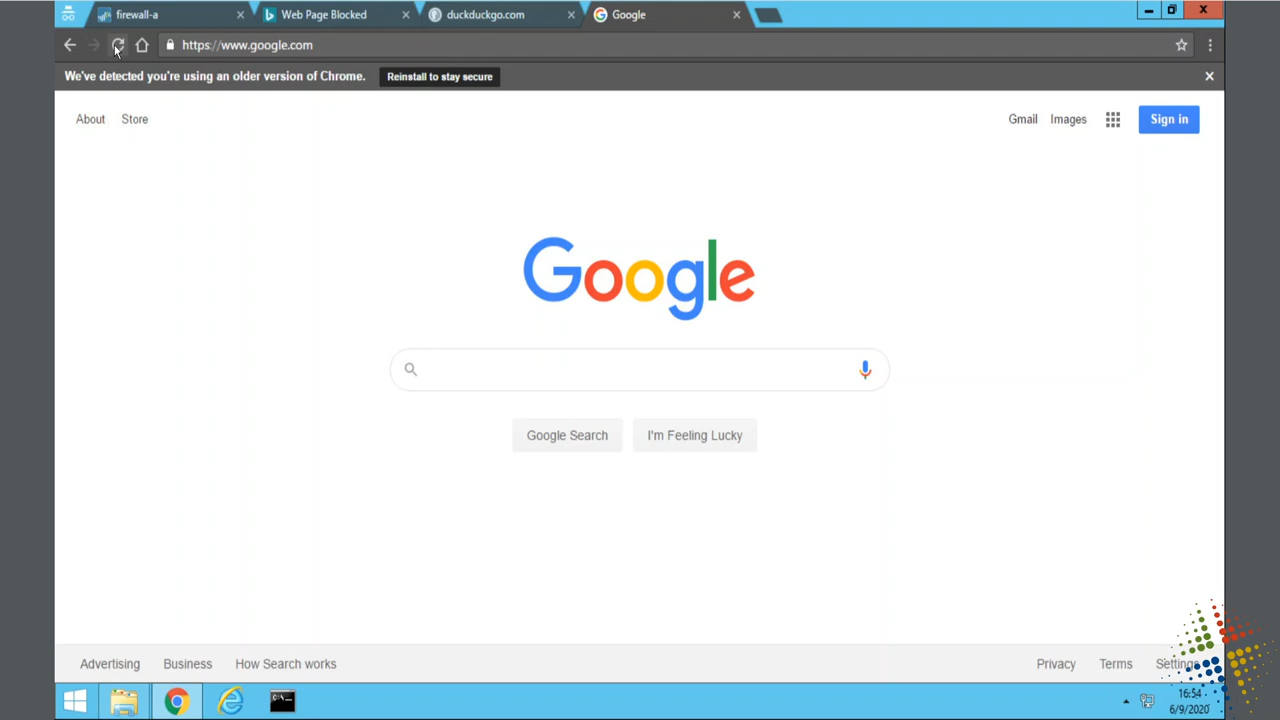 firewall-a
Web Page Blocked
duckduckgo.com
Google
https://www.google.com
We've detected you're using an older version of Chrome.
Reinstall to stay secure
About
Store
Gmail
Images
Sign in
Google
Google Search
I'm Feeling Lucky
Advertising
Business
How Search works
Privacy
Terms
Settings
C:\_
16:54
6/9/2020